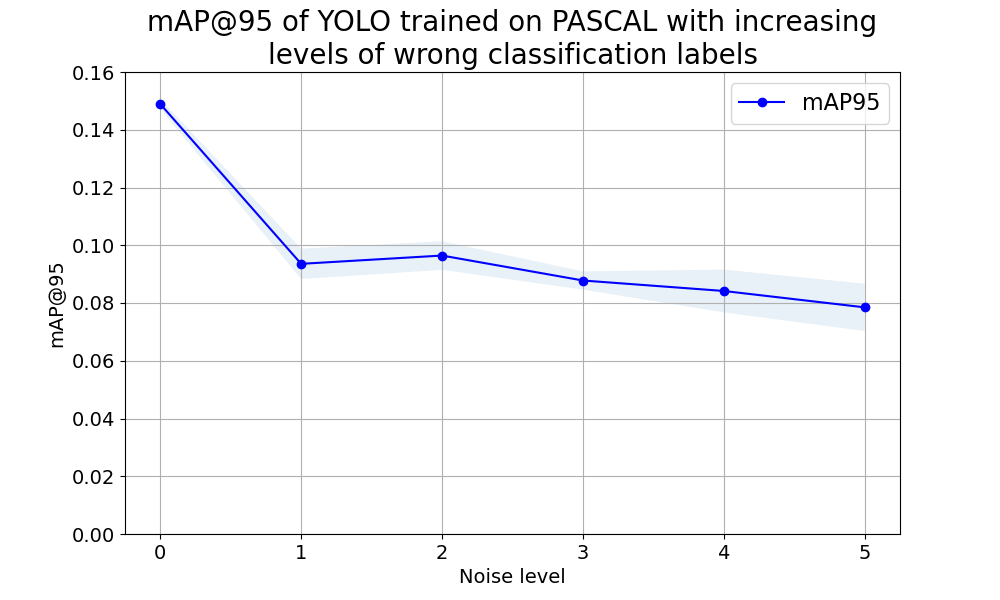 mAP@95 of YOLO trained on PASCAL with increasing
levels of wrong classification labels
mAP95
0.16
0.14
0.12
0.10
0.08
0.06
0.04
0.02
0.00
mAP@95
0 1 2 3 4 5
Noise level